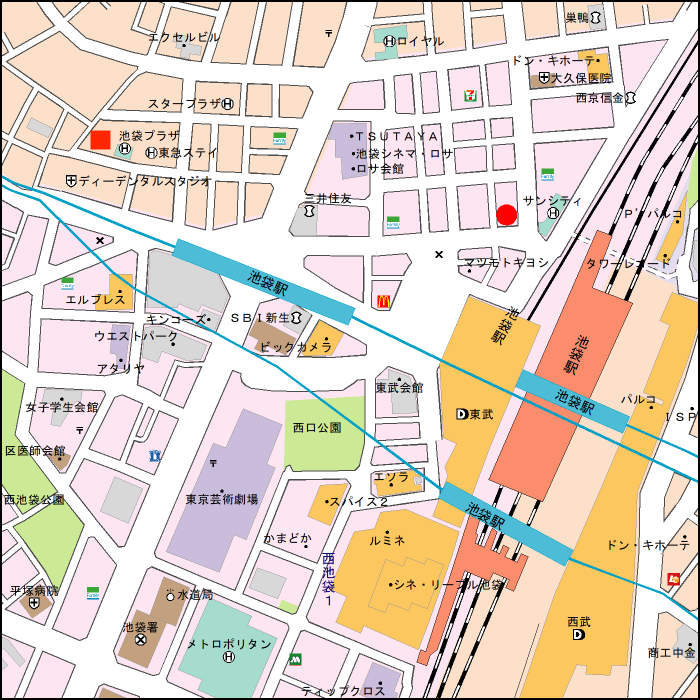 巣鴨
エクセルビル
ロイヤル
ドン・キホーテ
大久保医院
西京信金
スタープラザ
池袋プラザ
東急ステイ
TSUTAYA
池袋シネマ・ロサ
ロサ会館
ディーデンタルスタジオ
三井住友
サンシティ
P'パルコ
マツモトキヨシ
タワーレコード
池袋駅
エルプレス
キンコーズ
SBI新生
池袋駅
池袋駅
ウエストパーク
ビックカメラ
アタリヤ
東武会館
池袋駅
パルコ
女子学生会館
西口公園
東武
ISP
区医師会館
エソラ
西池袋公園
東京芸術劇場
スパイス2
池袋駅
かまどか
ルミネ
ドン・キホーテ
西池袋1
シネ・リーブル池袋
平塚病院
水道局
池袋署
西武
メトロポリタン
商工中金
ティップクロス